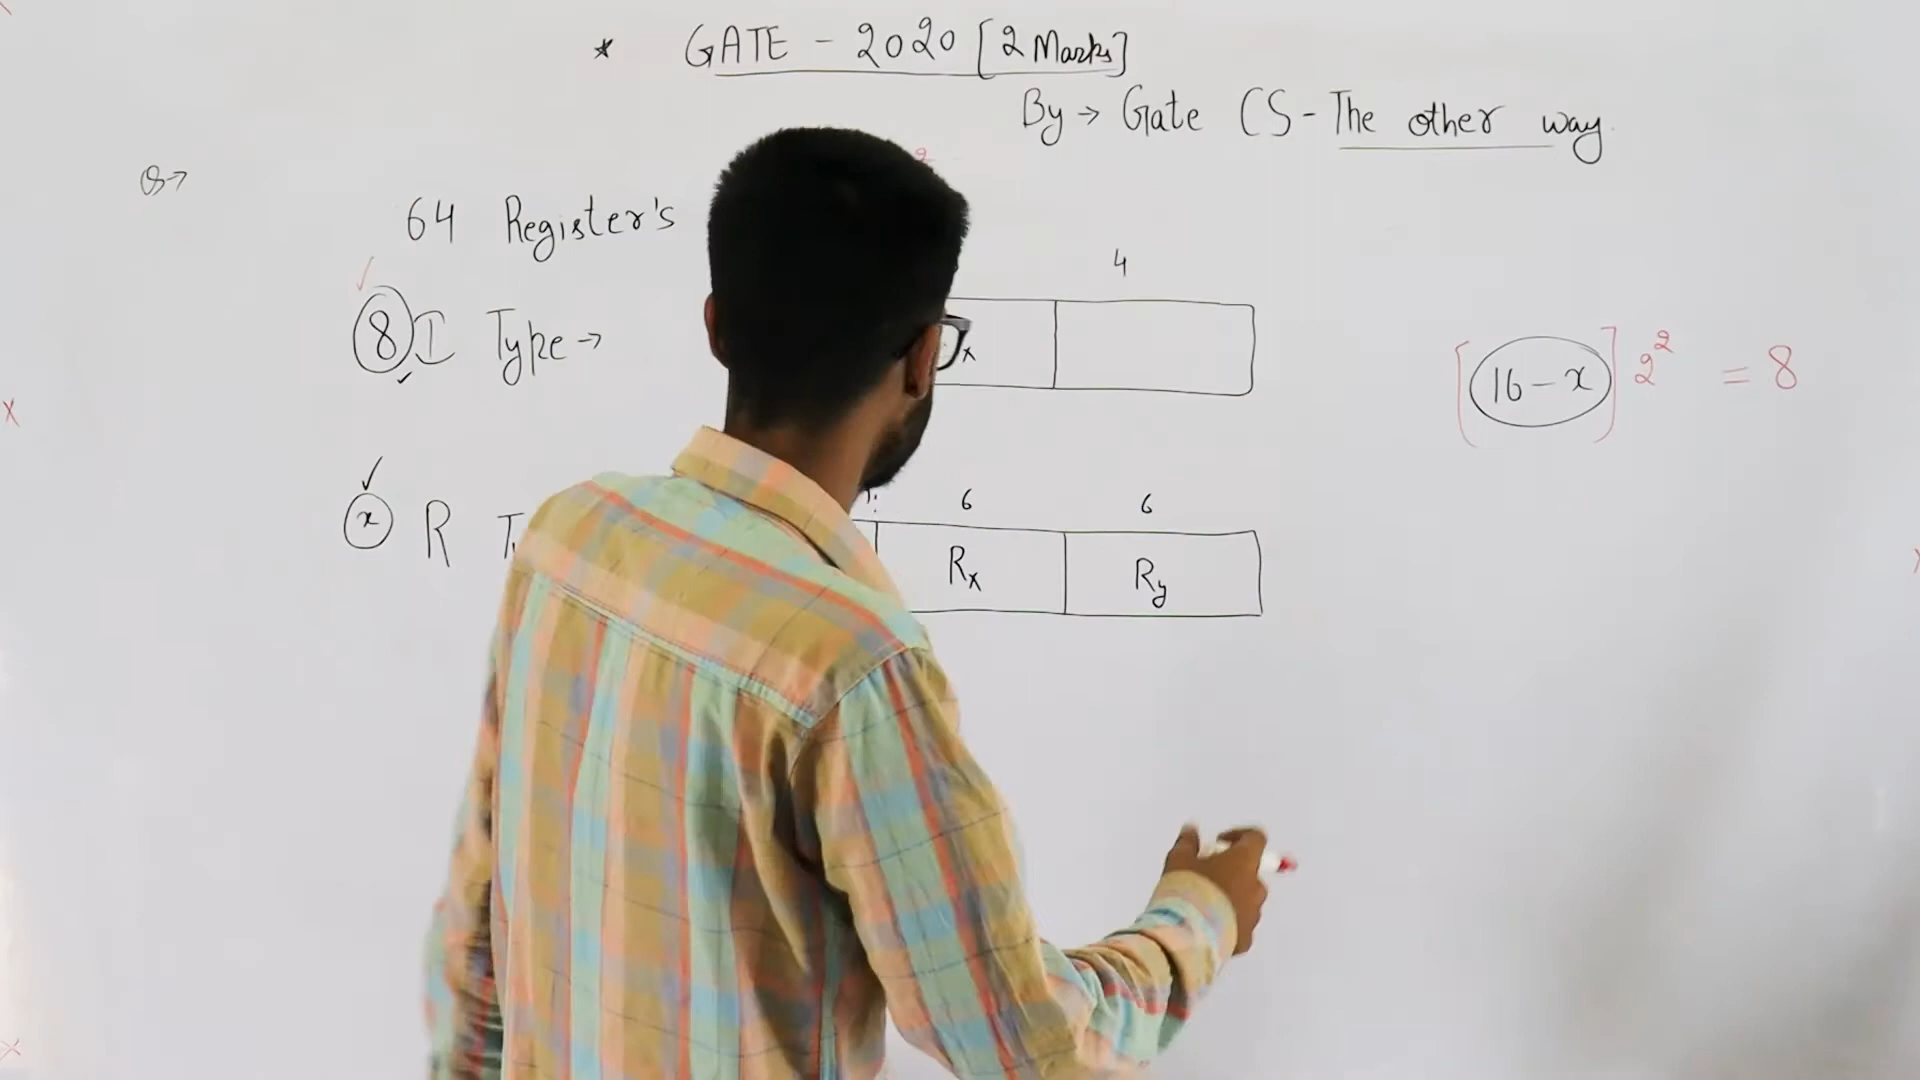 * GATE - 2020 [2 Marks]
By → Gate CS - The other way.
Q→
64 Register's
2
4
8 I Type →
x
[16-x] 2² = 8
6 6
x R T
Rx Ry